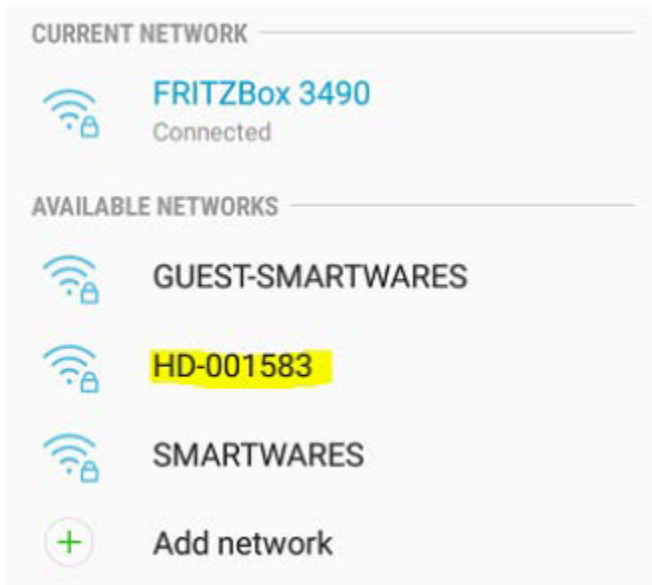 CURRENT NETWORK
FRITZBox 3490
Connected
AVAILABLE NETWORKS
GUEST-SMARTWARES
HD-001583
SMARTWARES
Add network